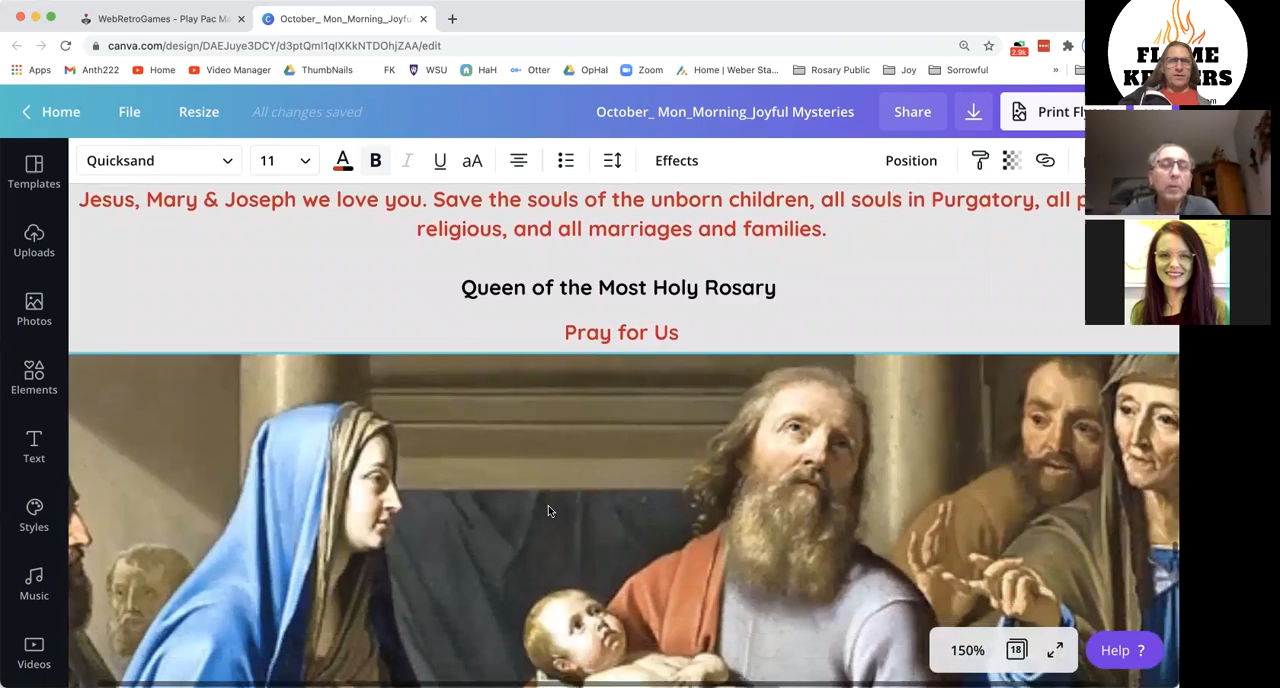 WebRetroGames - Play Pac Ma
October_ Mon_Morning_Joyfu
canva.com/design/DAEJuye3DCY/d3ptQmI1qIXKkNTDOhjZAA/edit
2.9k
Apps
Anth222
Home
Video Manager
ThumbNails
FK
WSU
HaH
Otter
OpHal
Zoom
Home | Weber Sta...
Rosary Public
Joy
Sorrowful
»
Home
File
Resize
All changes saved
October_ Mon_Morning_Joyful Mysteries
Share
Print Fly
Quicksand
11
A
B
I
U
aA
Effects
Position
Templates
Uploads
Photos
Elements
Text
Styles
Music
Videos
Jesus, Mary & Joseph we love you. Save the souls of the unborn children, all souls in Purgatory, all p
religious, and all marriages and families.
Queen of the Most Holy Rosary
Pray for Us
150%
18
Help ?